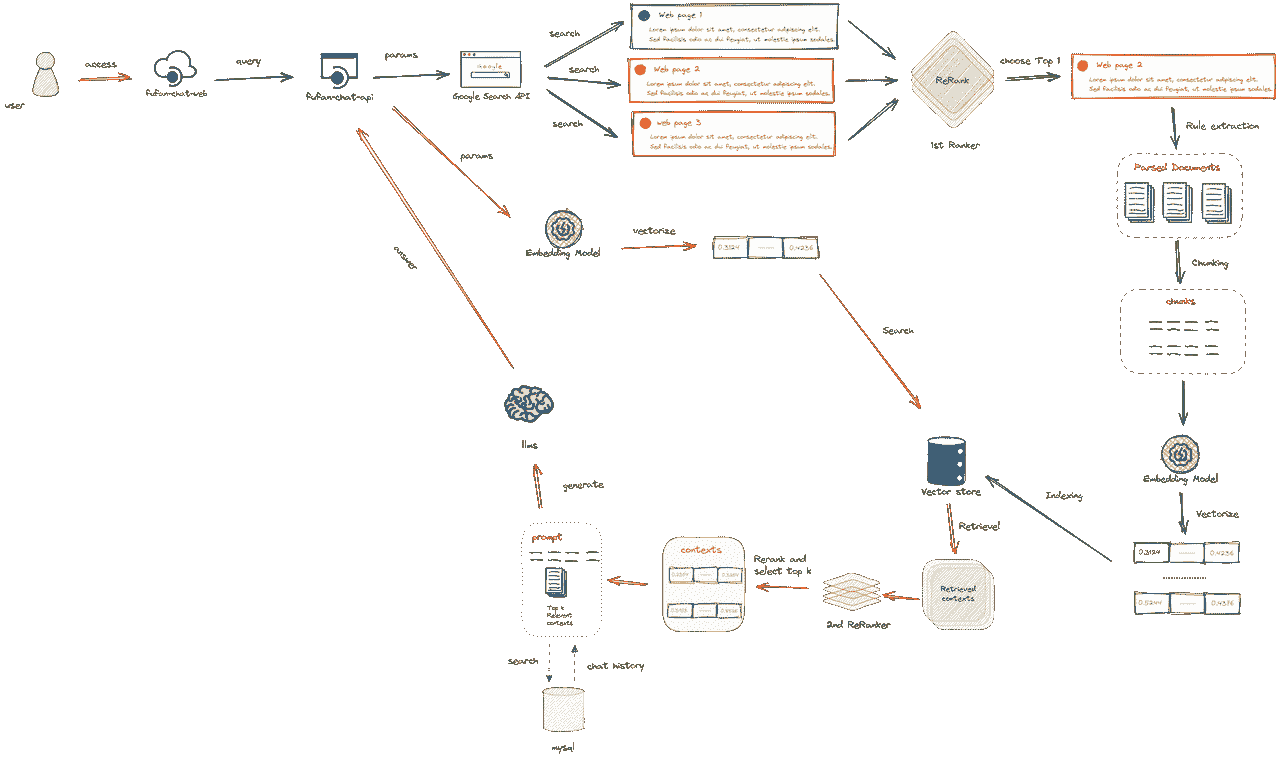 access
user
query
fufan-chat-web
params
fufan-chat-api
Google
Google Search API
search
search
search
Web page 1
Lorem ipsum dolor sit amet, consectetur adipiscing elit.
Sed facilisis odio ac dui feugiat, ut molestie ipsum sodales.
Web page 2
Lorem ipsum dolor sit amet, consectetur adipiscing elit.
Sed facilisis odio ac dui feugiat, ut molestie ipsum sodales.
web page 3
Lorem ipsum dolor sit amet, consectetur adipiscing elit.
Sed facilisis odio ac dui feugiat, ut molestie ipsum sodales.
ReRank
1st Ranker
choose Top 1
Web page 2
Lorem ipsum dolor sit amet, consectetur adipiscing elit.
Sed facilisis odio ac dui feugiat, ut molestie ipsum sodales.
Rule extraction
Parsed Documents
Chunking
chunks
Embedding Model
Vectorize
0.3124 ...... 0.4236
..........
0.5244 ...... 0.4376
Indexing
params
Embedding Model
vectorize
0.3124 ...... 0.4236
Search
Vector store
Retrieve
Retrieved
contexts
2nd ReRanker
Rerank and
select top k
contexts
prompt
Top k
Relevant
contexts
search
chat history
mysql
generate
llms
answer